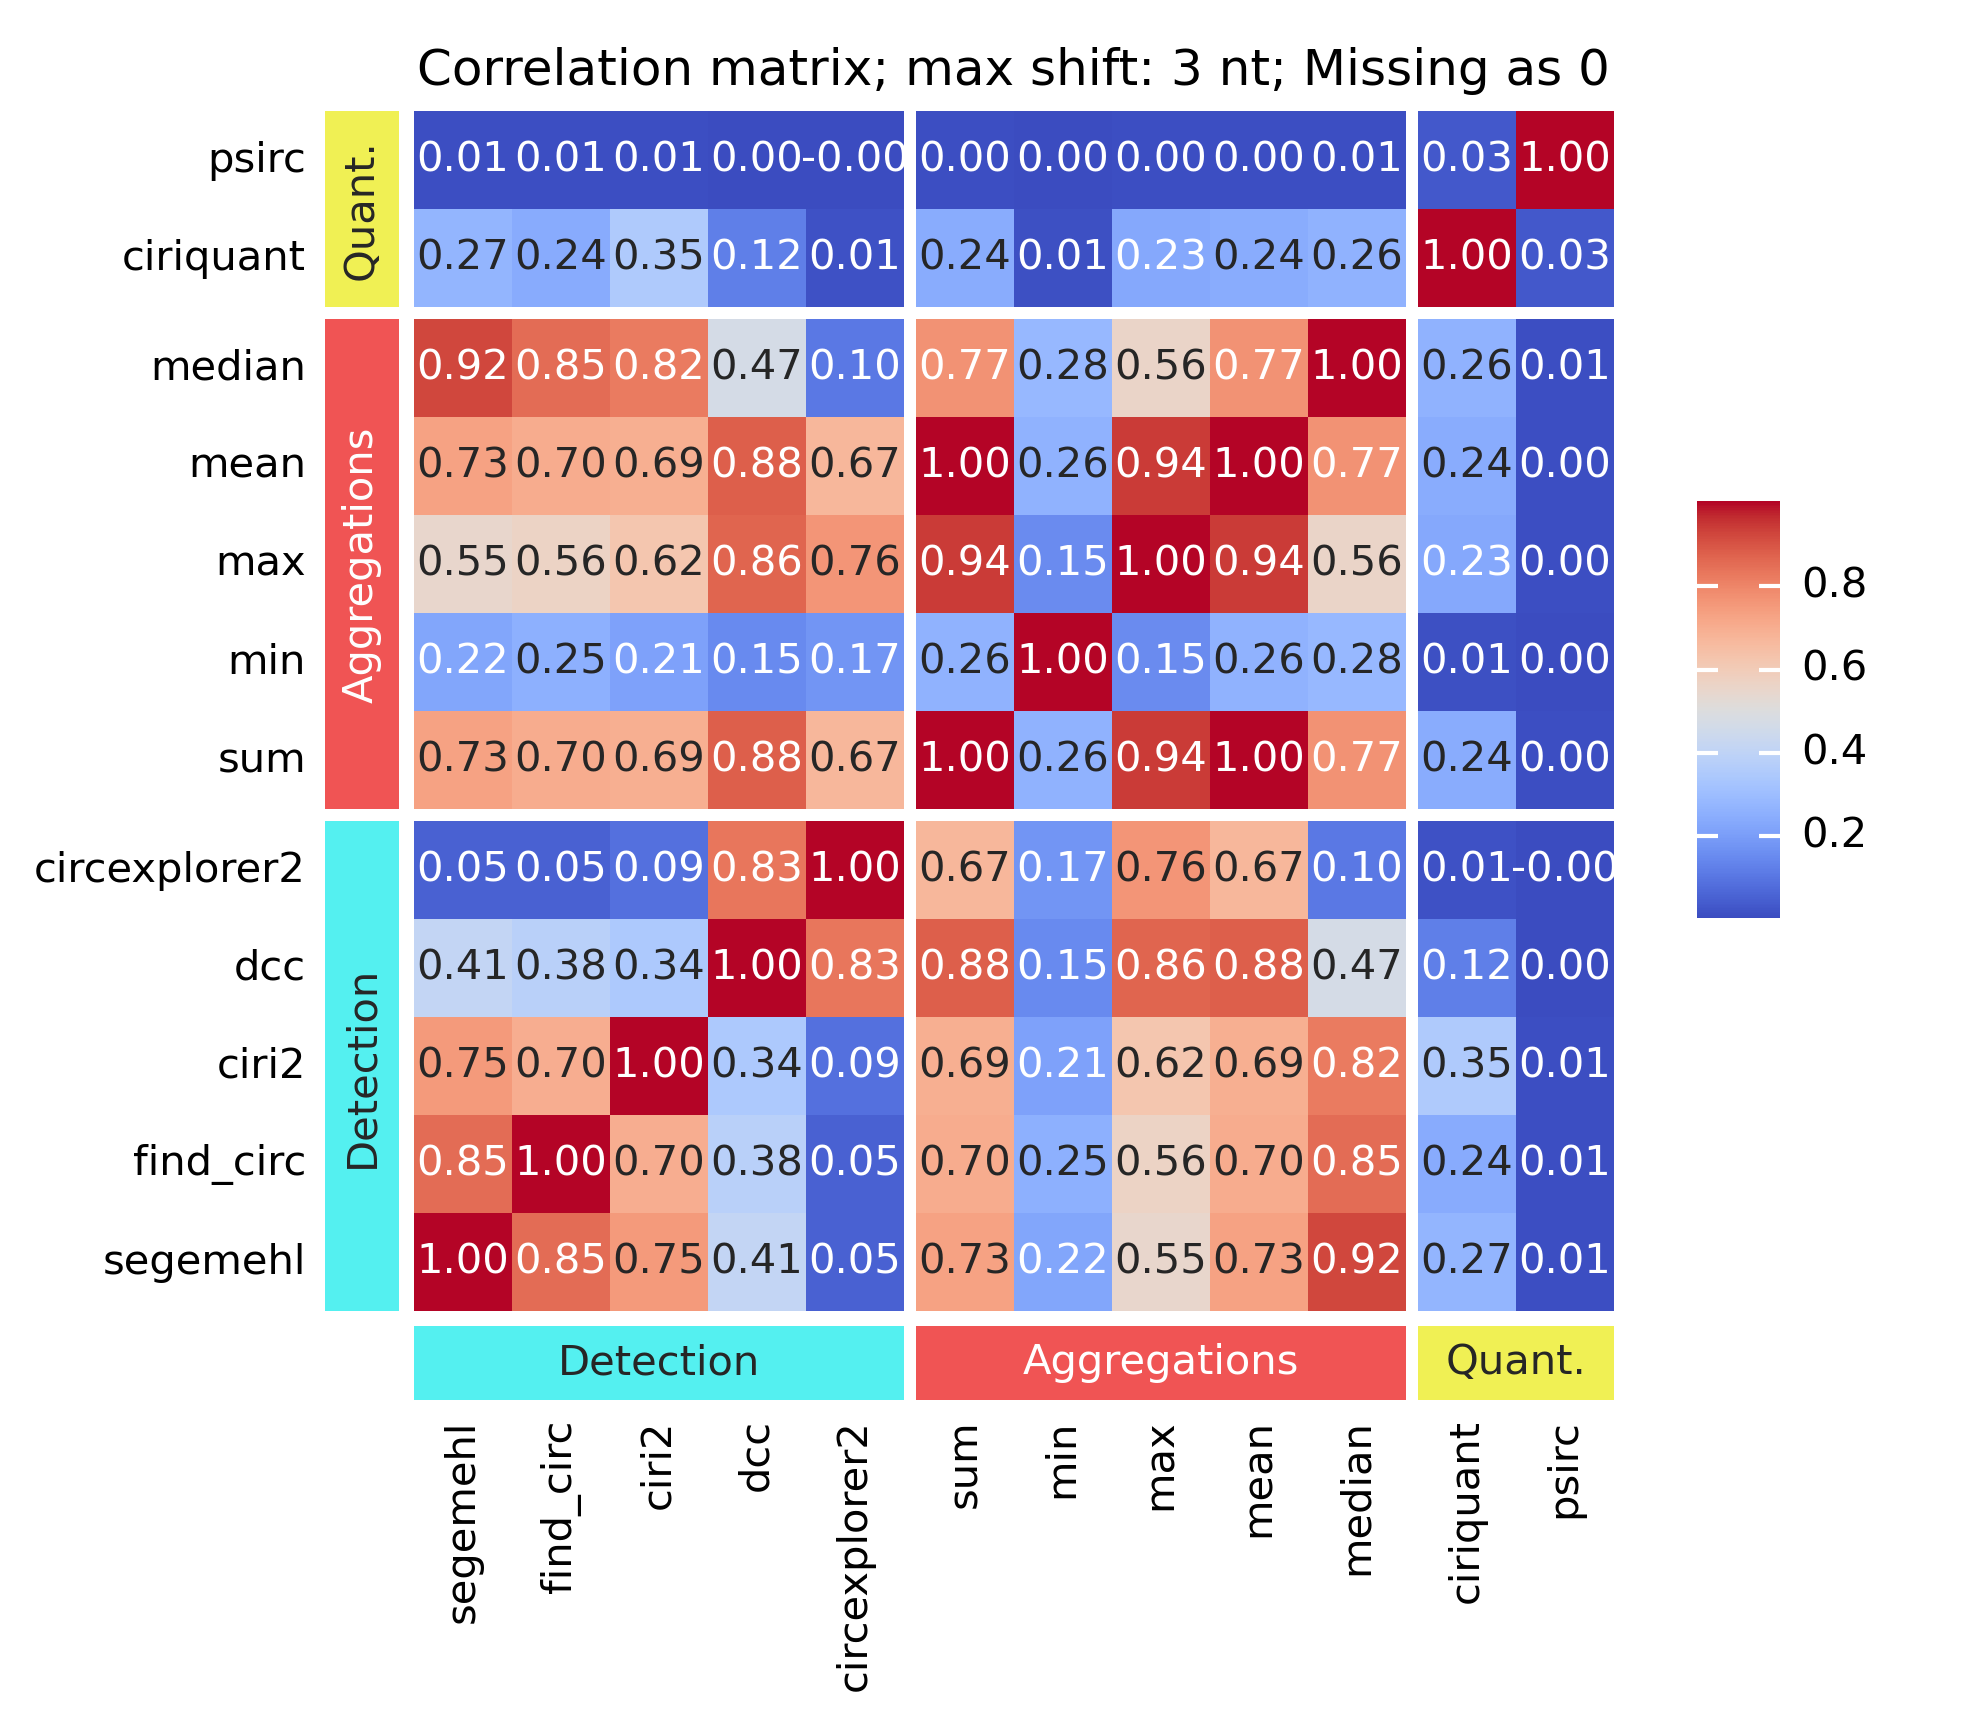 Correlation matrix; max shift: 3 nt; Missing as 0
Quant.
psirc 0.01 0.01 0.01 0.00 -0.00 0.00 0.00 0.00 0.00 0.01 0.03 1.00
ciriquant 0.27 0.24 0.35 0.12 0.01 0.24 0.01 0.23 0.24 0.26 1.00 0.03
Aggregations
median 0.92 0.85 0.82 0.47 0.10 0.77 0.28 0.56 0.77 1.00 0.26 0.01
mean 0.73 0.70 0.69 0.88 0.67 1.00 0.26 0.94 1.00 0.77 0.24 0.00
max 0.55 0.56 0.62 0.86 0.76 0.94 0.15 1.00 0.94 0.56 0.23 0.00
min 0.22 0.25 0.21 0.15 0.17 0.26 1.00 0.15 0.26 0.28 0.01 0.00
sum 0.73 0.70 0.69 0.88 0.67 1.00 0.26 0.94 1.00 0.77 0.24 0.00
Detection
circexplorer2 0.05 0.05 0.09 0.83 1.00 0.67 0.17 0.76 0.67 0.10 0.01 -0.00
dcc 0.41 0.38 0.34 1.00 0.83 0.88 0.15 0.86 0.88 0.47 0.12 0.00
ciri2 0.75 0.70 1.00 0.34 0.09 0.69 0.21 0.62 0.69 0.82 0.35 0.01
find_circ 0.85 1.00 0.70 0.38 0.05 0.70 0.25 0.56 0.70 0.85 0.24 0.01
segemehl 1.00 0.85 0.75 0.41 0.05 0.73 0.22 0.55 0.73 0.92 0.27 0.01
Detection Aggregations Quant.
segemehl
find_circ
ciri2
dcc
circexplorer2
sum
min
max
mean
median
ciriquant
psirc
0.8
0.6
0.4
0.2